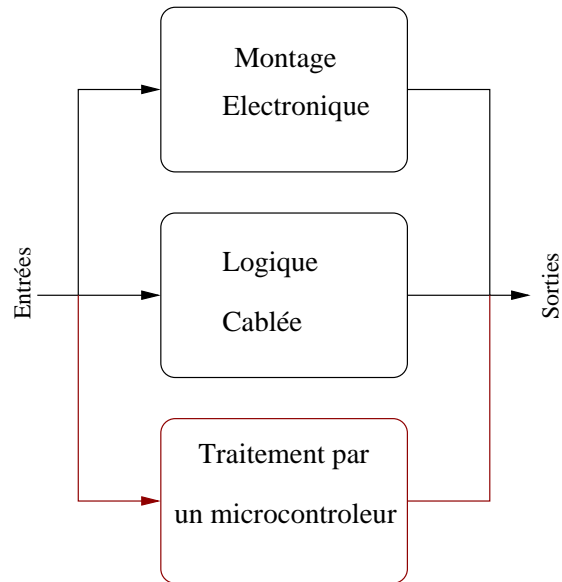 Montage
Electronique
Entrées
Logique
Cablée
Sorties
Traitement par
un microcontroleur